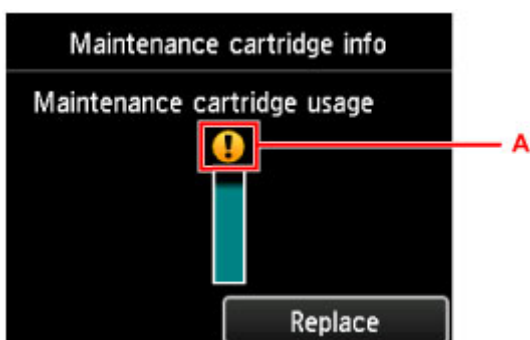 Maintenance cartridge info
Maintenance cartridge usage
A
Replace